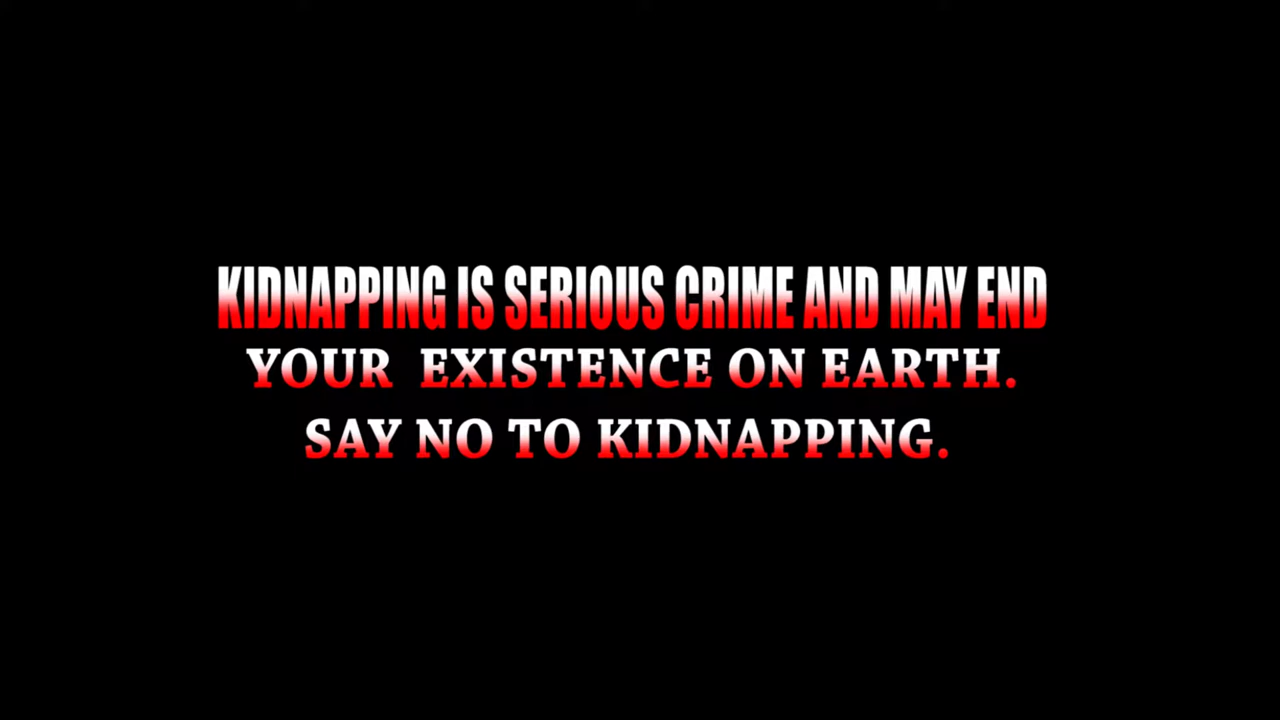 KIDNAPPING IS SERIOUS CRIME AND MAY END
YOUR EXISTENCE ON EARTH.
SAY NO TO KIDNAPPING.